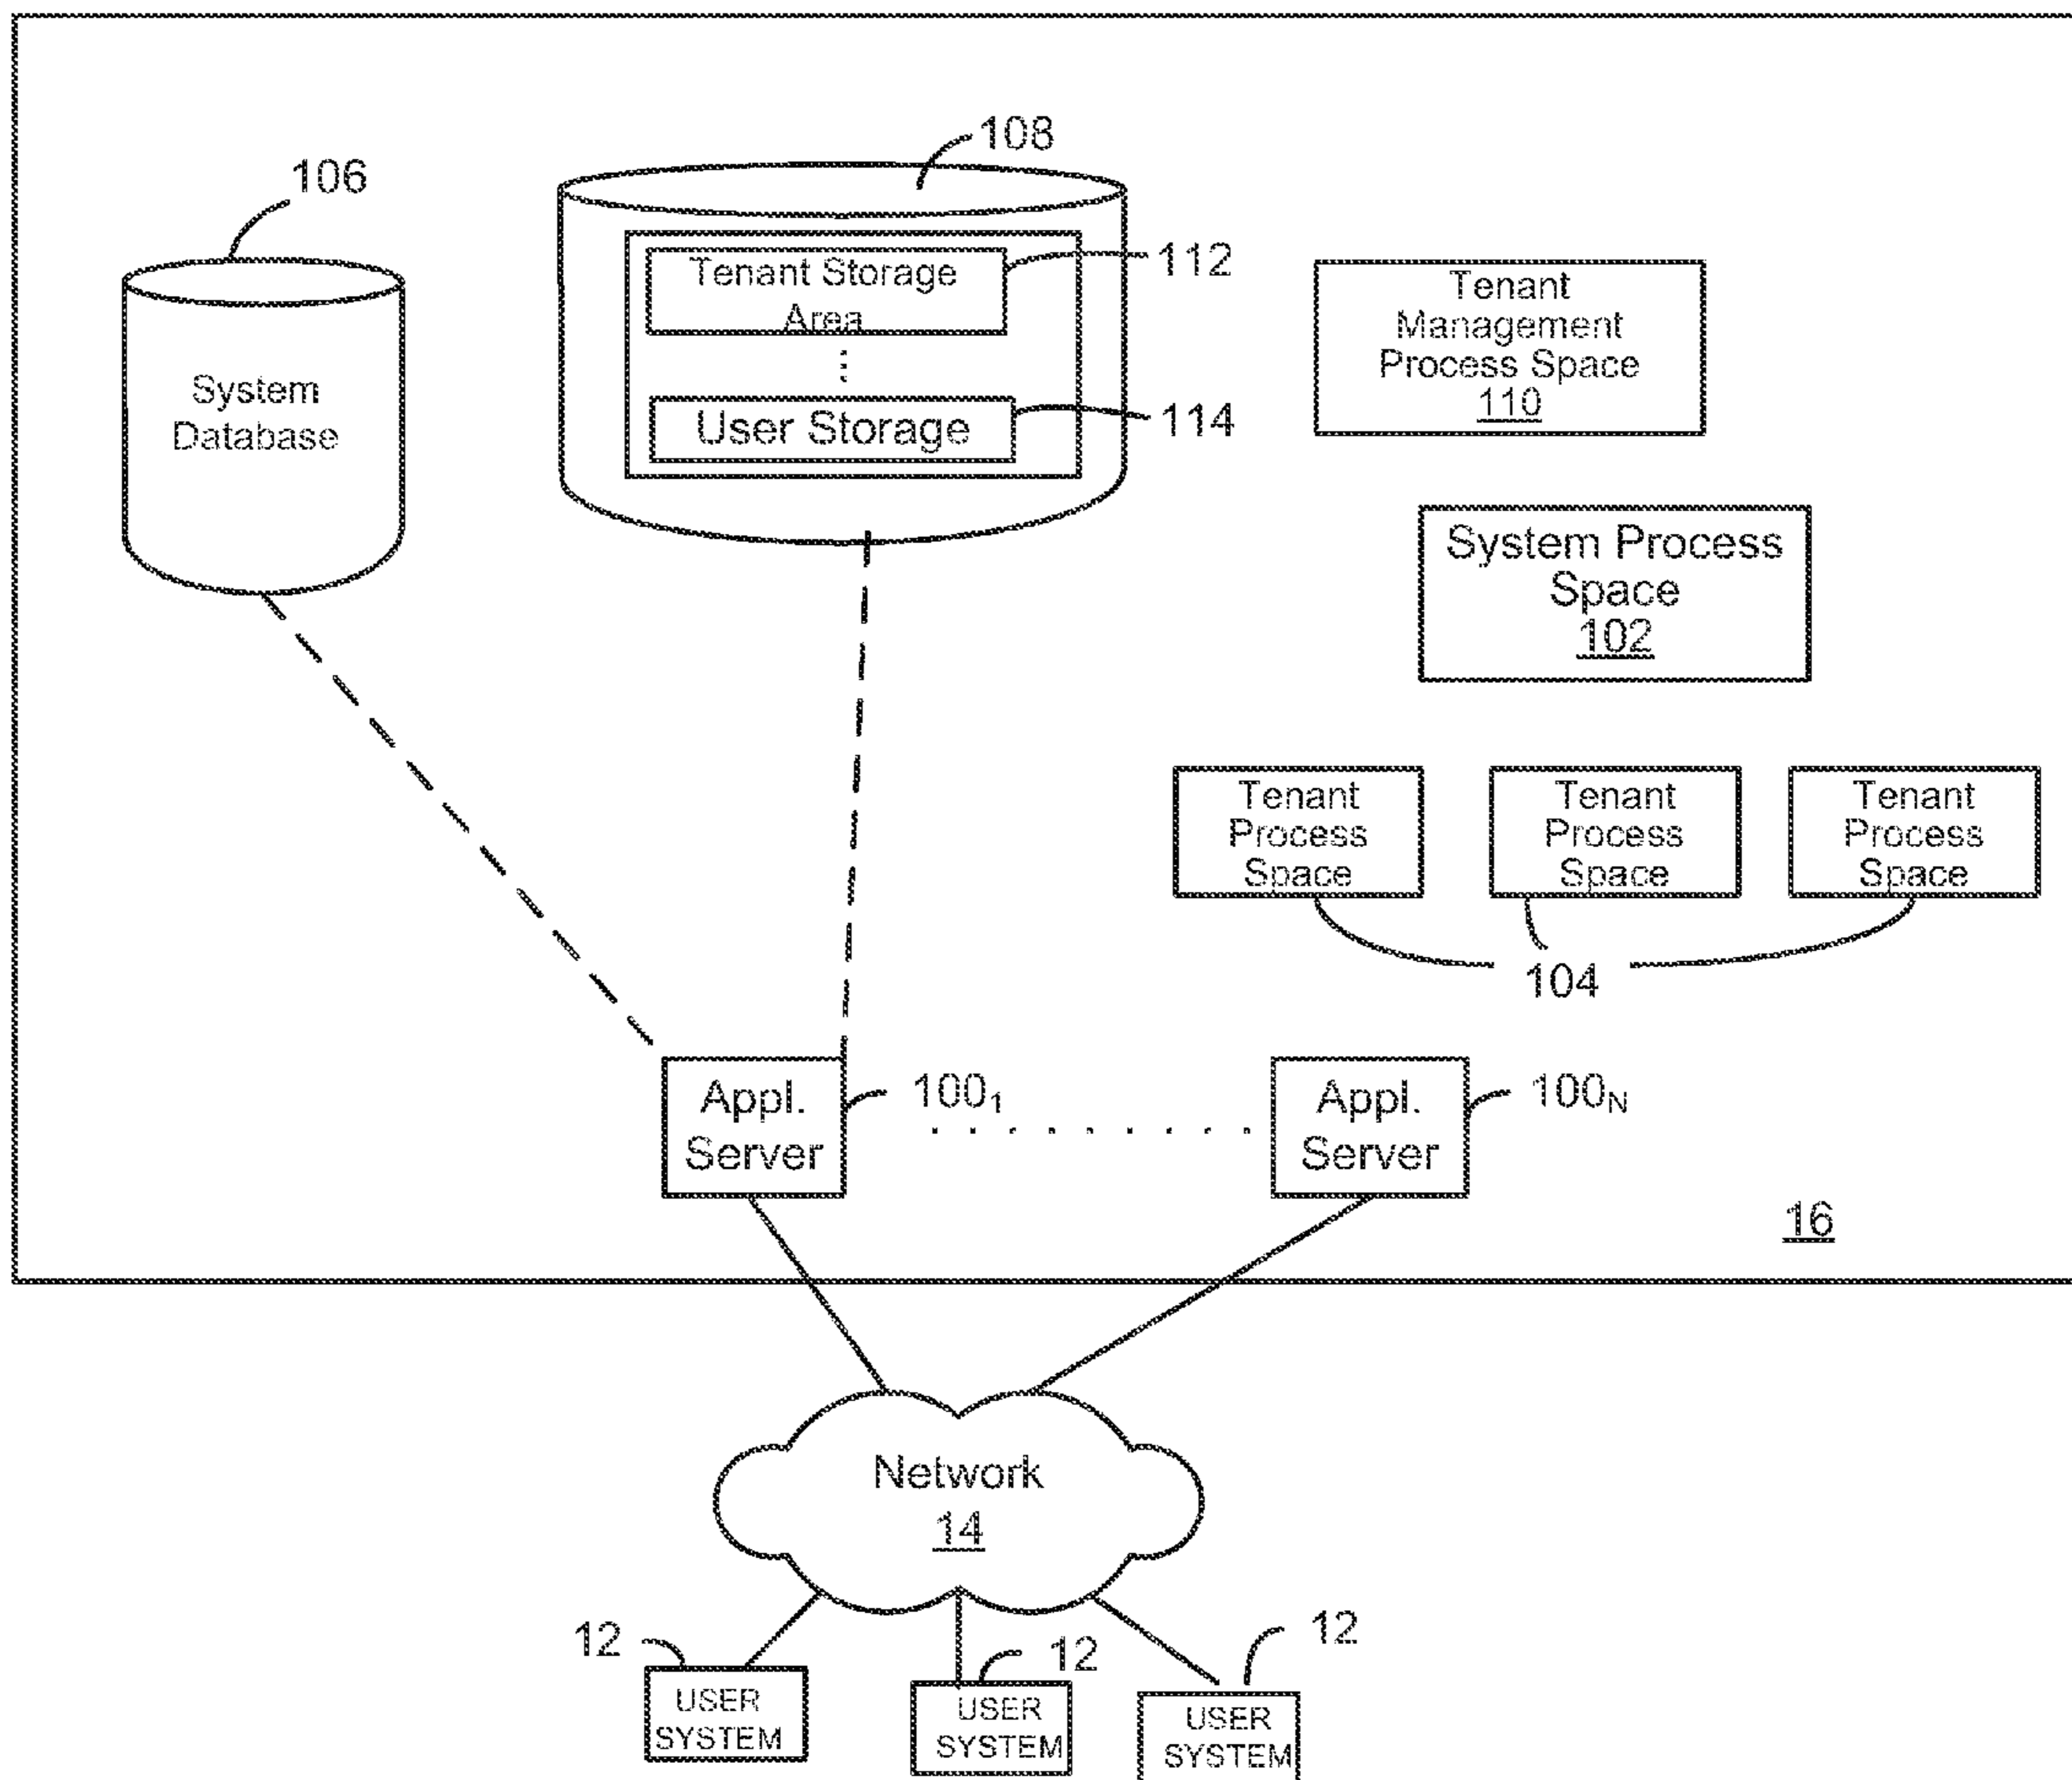 108
106
Tenant Storage
Area
112
Tenant
Management
Process Space
110
System
Database
User Storage
114
System Process
Space
102
Tenant
Process
Space
Tenant
Process
Space
Tenant
Process
Space
104
Appl.
Server
100₁
Appl.
Server
100N
16
Network
14
12
12
12
USER
SYSTEM
USER
SYSTEM
USER
SYSTEM